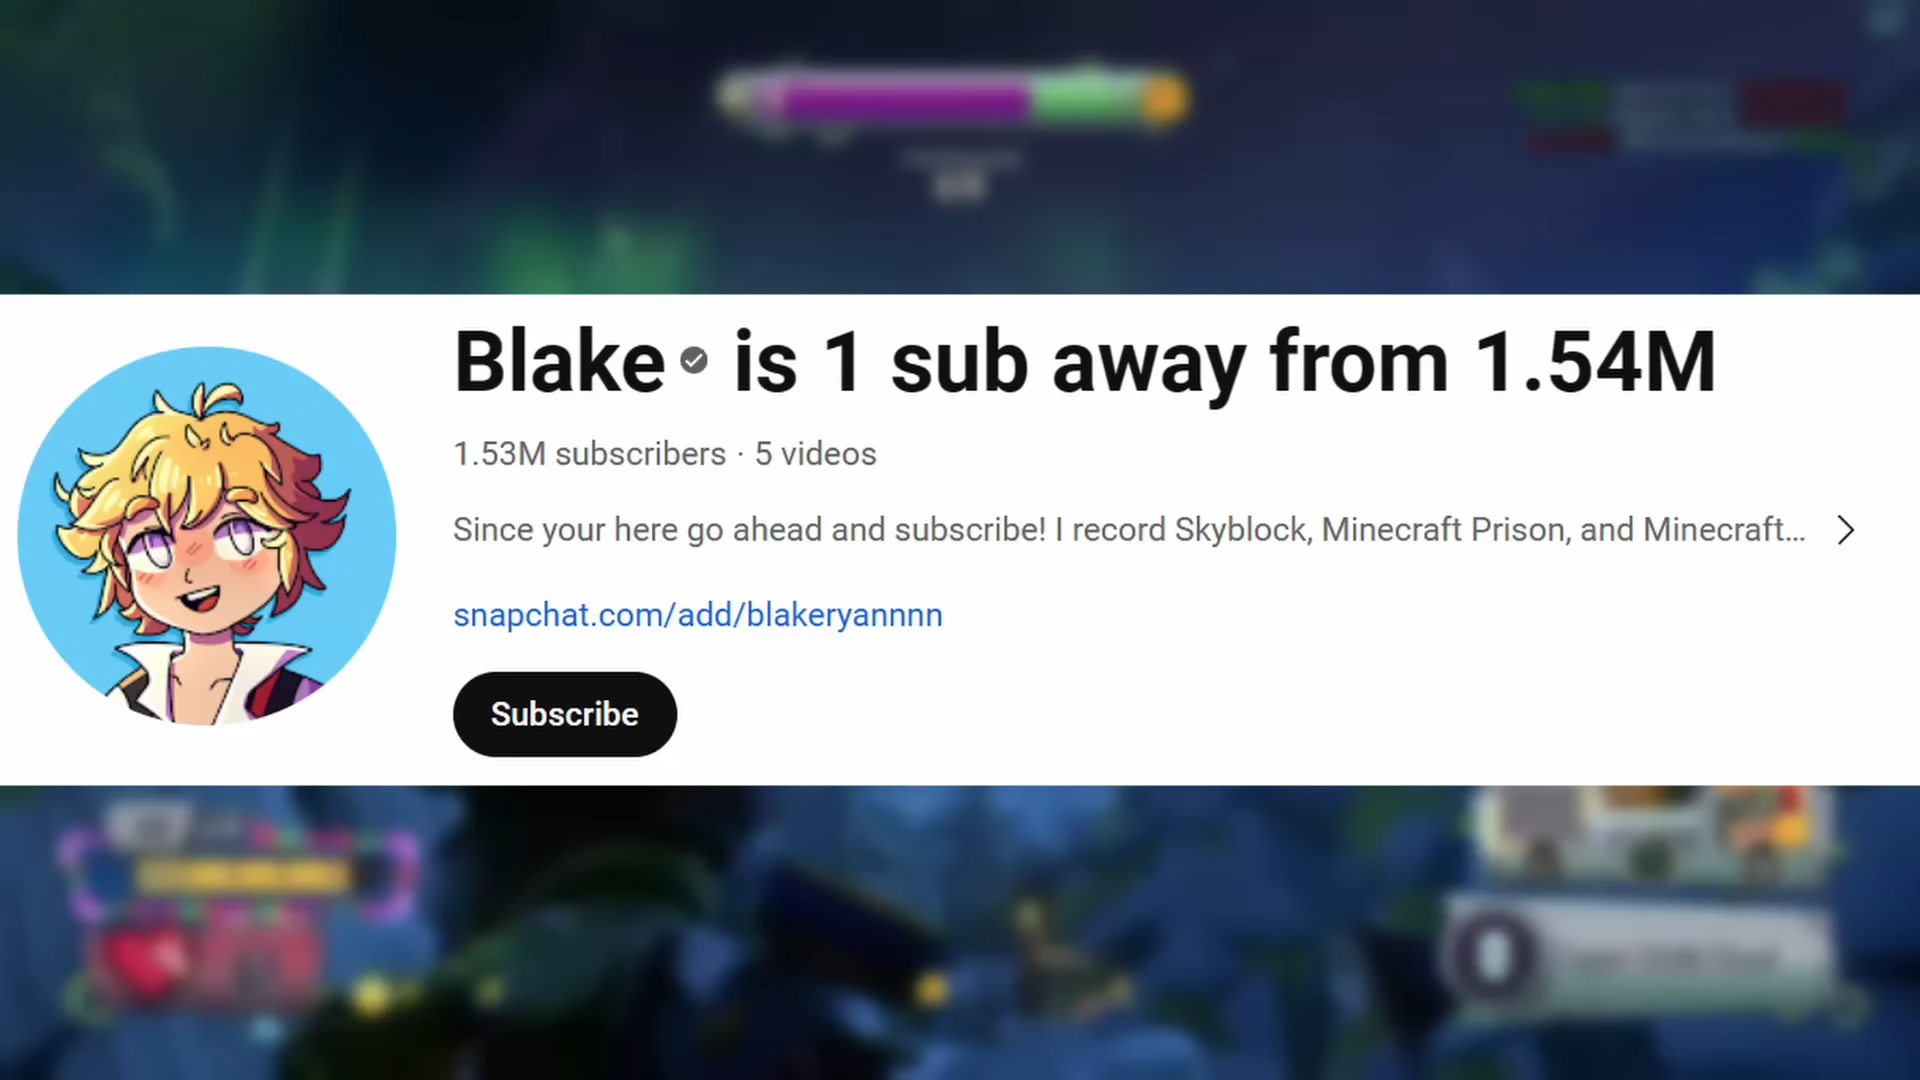 Blake is 1 sub away from 1.54M
1.53M subscribers · 5 videos
Since your here go ahead and subscribe! I record Skyblock, Minecraft Prison, and Minecraft...
snapchat.com/add/blakeryannnn
Subscribe